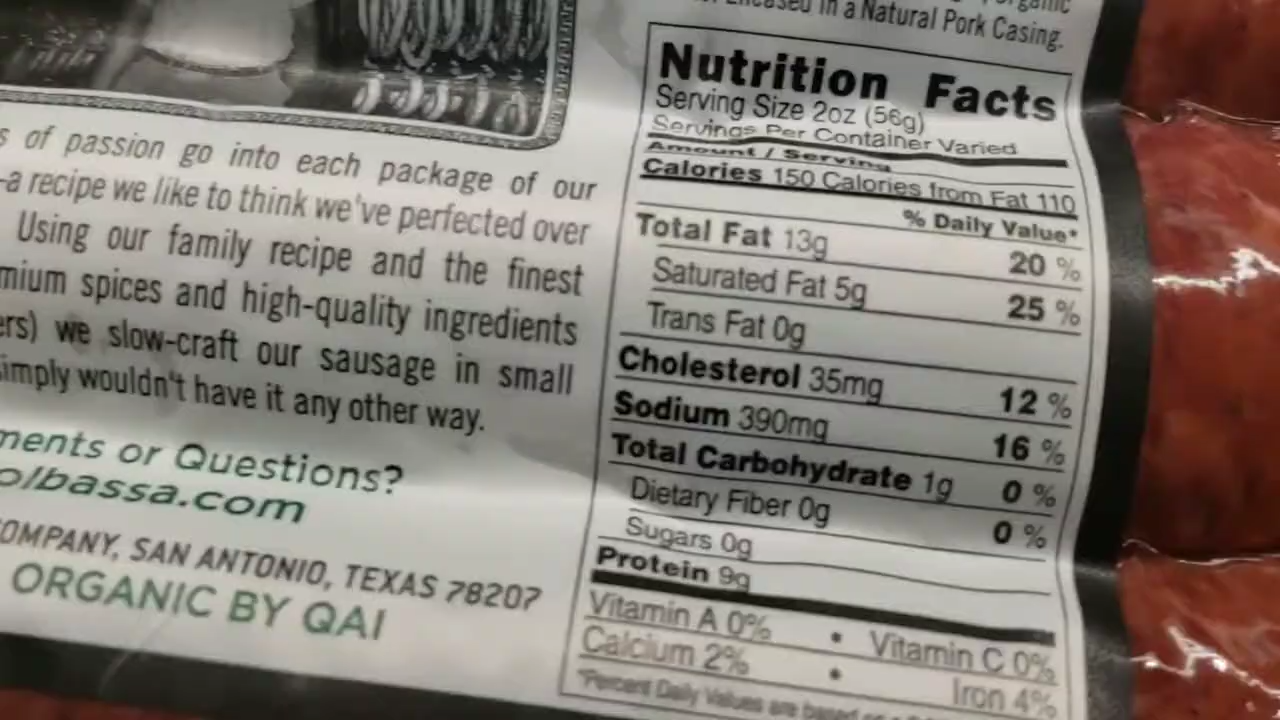 in a Natural Pork Casing.
Nutrition Facts
Serving Size 2oz (56g)
Servings Per Container Varied
Amount / Serving
Calories 150 Calories from Fat 110
% Daily Value*
Total Fat 13g 20 %
Saturated Fat 5g 25 %
Trans Fat 0g
Cholesterol 35mg 12 %
Sodium 390mg 16 %
Total Carbohydrate 1g 0 %
Dietary Fiber 0g 0 %
Sugars 0g
Protein 9g
Vitamin A 0% • Vitamin C 0%
Calcium 2% • Iron 4%
*Percent Daily Values are based on
of passion go into each package of our
-a recipe we like to think we've perfected over
Using our family recipe and the finest
mium spices and high-quality ingredients
ers) we slow-craft our sausage in small
imply wouldn't have it any other way.
ments or Questions?
olbassa.com
COMPANY, SAN ANTONIO, TEXAS 78207
ORGANIC BY QAI